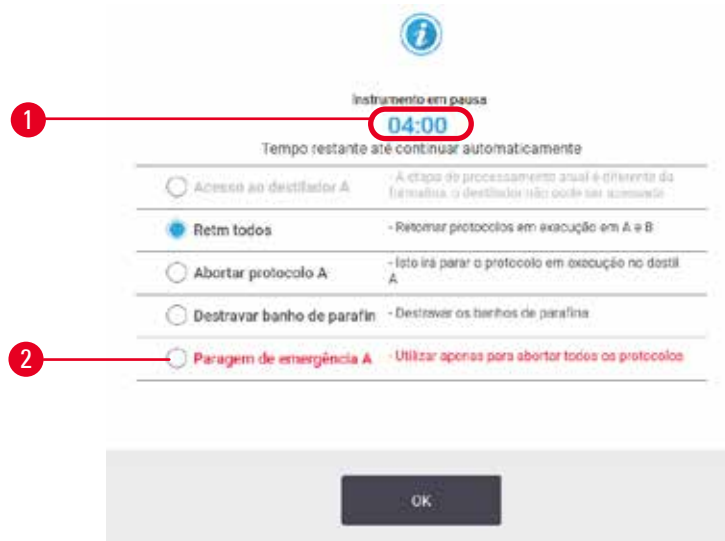 i
Instrumento em pausa
1
04:00
Tempo restante até continuar automaticamente
Acesso ao destilador A
- A etapa de processamento atual é diferente da
formalina, o destilador não pode ser acessado
Retm todos
- Retomar protocolos em execução em A e B
Abortar protocolo A
- Isto irá parar o protocolo em execução no destil
A
Destravar banho de parafin
- Destravar os banhos de parafina
2
Paragem de emergência A
- Utilizar apenas para abortar todos os protocolos
OK